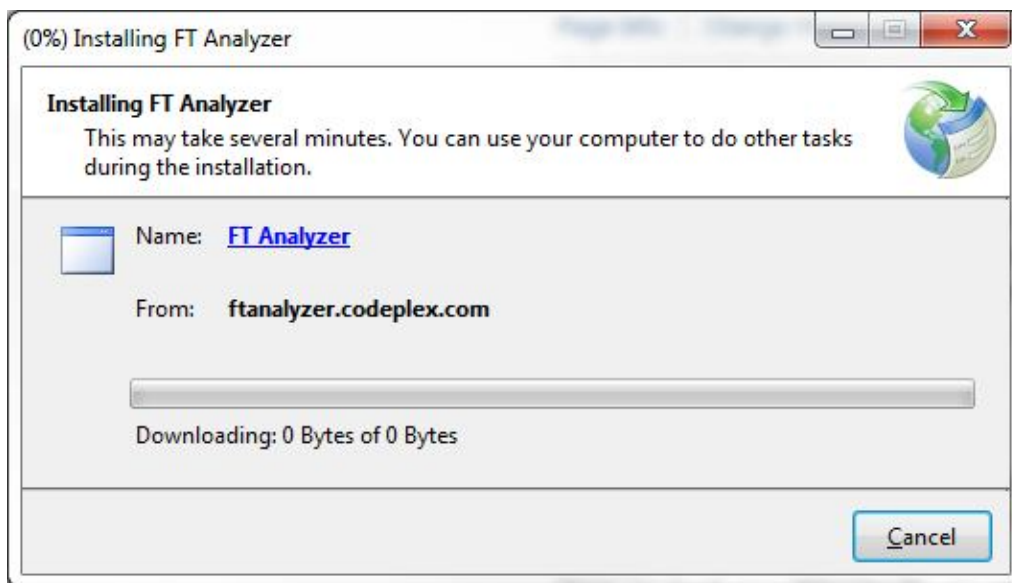 (0%) Installing FT Analyzer
Installing FT Analyzer
This may take several minutes. You can use your computer to do other tasks
during the installation.
Name: FT Analyzer
From: ftanalyzer.codeplex.com
Downloading: 0 Bytes of 0 Bytes
Cancel